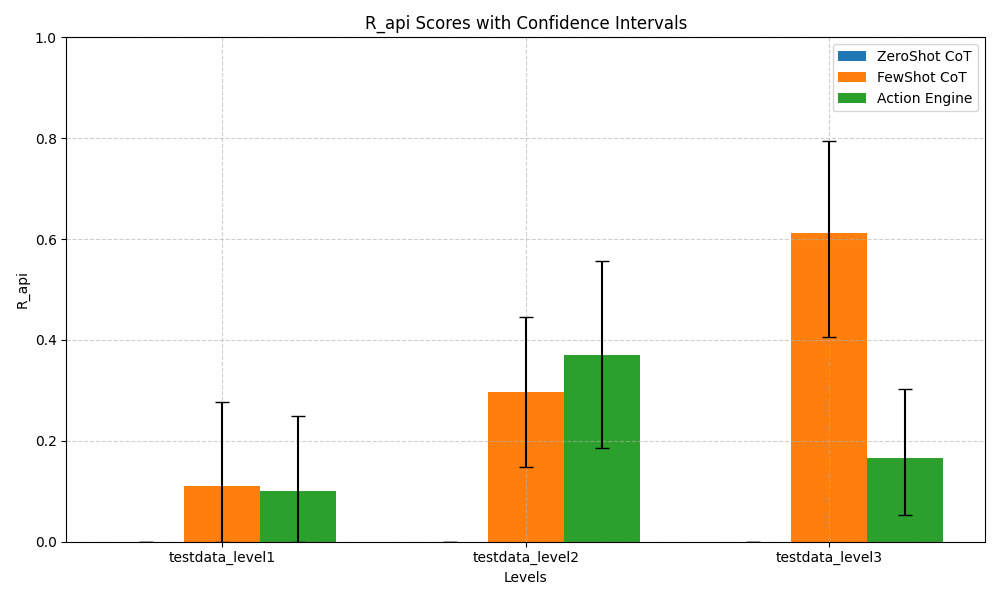 R_api Scores with Confidence Intervals
1.0
0.8
0.6
0.4
0.2
0.0
R_api
ZeroShot CoT
FewShot CoT
Action Engine
testdata_level1
testdata_level2
testdata_level3
Levels